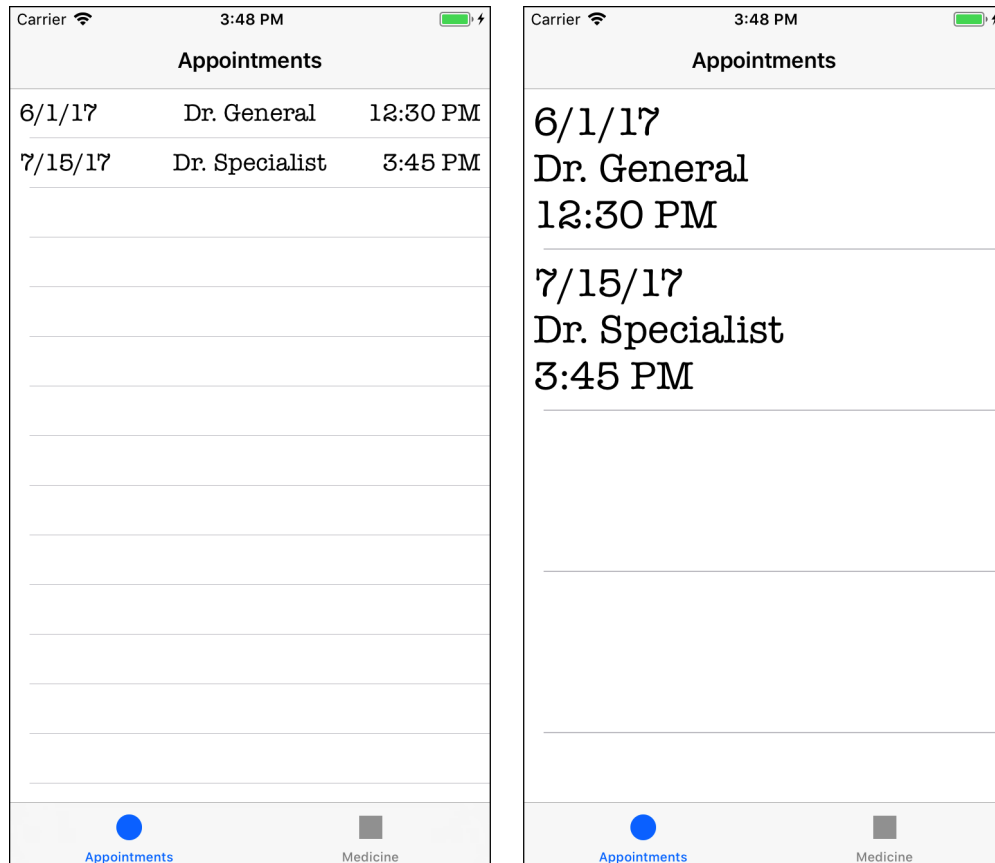 Carrier 3:48 PM
Appointments
6/1/17 Dr. General 12:30 PM
7/15/17 Dr. Specialist 3:45 PM
Appointments Medicine
Carrier 3:48 PM
Appointments
6/1/17
Dr. General
12:30 PM
7/15/17
Dr. Specialist
3:45 PM
Appointments Medicine